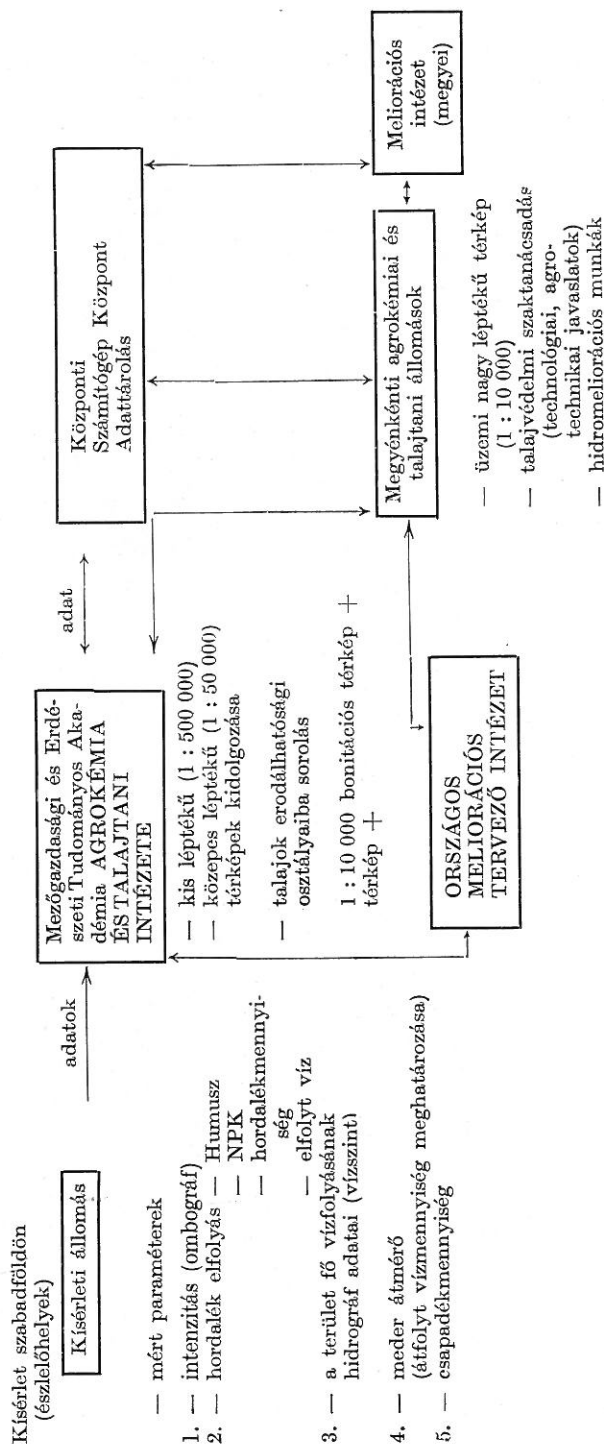 Kísérlet szabadföldön
(észlelőhelyek)
Kísérleti állomás
adatok
— mért paraméterek
1. — intenzitás (ombográf)
2. — hordalék elfolyás — Humusz
— NPK
— hordalékmennyi-
ség
— elfolyt víz
3. — a terület fő vízfolyásának
hidrográf adatai (vízszint)
4. — meder átmérő
(átfolyt vízmennyiség meghatározása)
5. — csapadékmennyiség
Mezőgazdasági és Erdé-
szeti Tudományos Aka-
démia AGROKÉMIA
ÉS TALAJTANI
INTÉZETE
adat
— kis léptékű (1 : 500 000)
— közepes léptékű (1 : 50 000)
térképek kidolgozása
— talajok erodálhatósági
osztályaiba sorolás
1 : 10 000 bonitációs térkép +
térkép +
ORSZÁGOS
MELIORÁCIÓS
TERVEZŐ INTÉZET
Központi
Számítógép Központ
Adattárolás
Megyénkénti agrokémiai és
talajtani állomások
Meliorációs
intézet
(megyei)
— üzemi nagy léptékű térkép
(1 : 10 000)
— talajvédelmi szaktanácsadás
(technológiai, agro-
technikai javaslatok)
— hidromeliorációs munkák